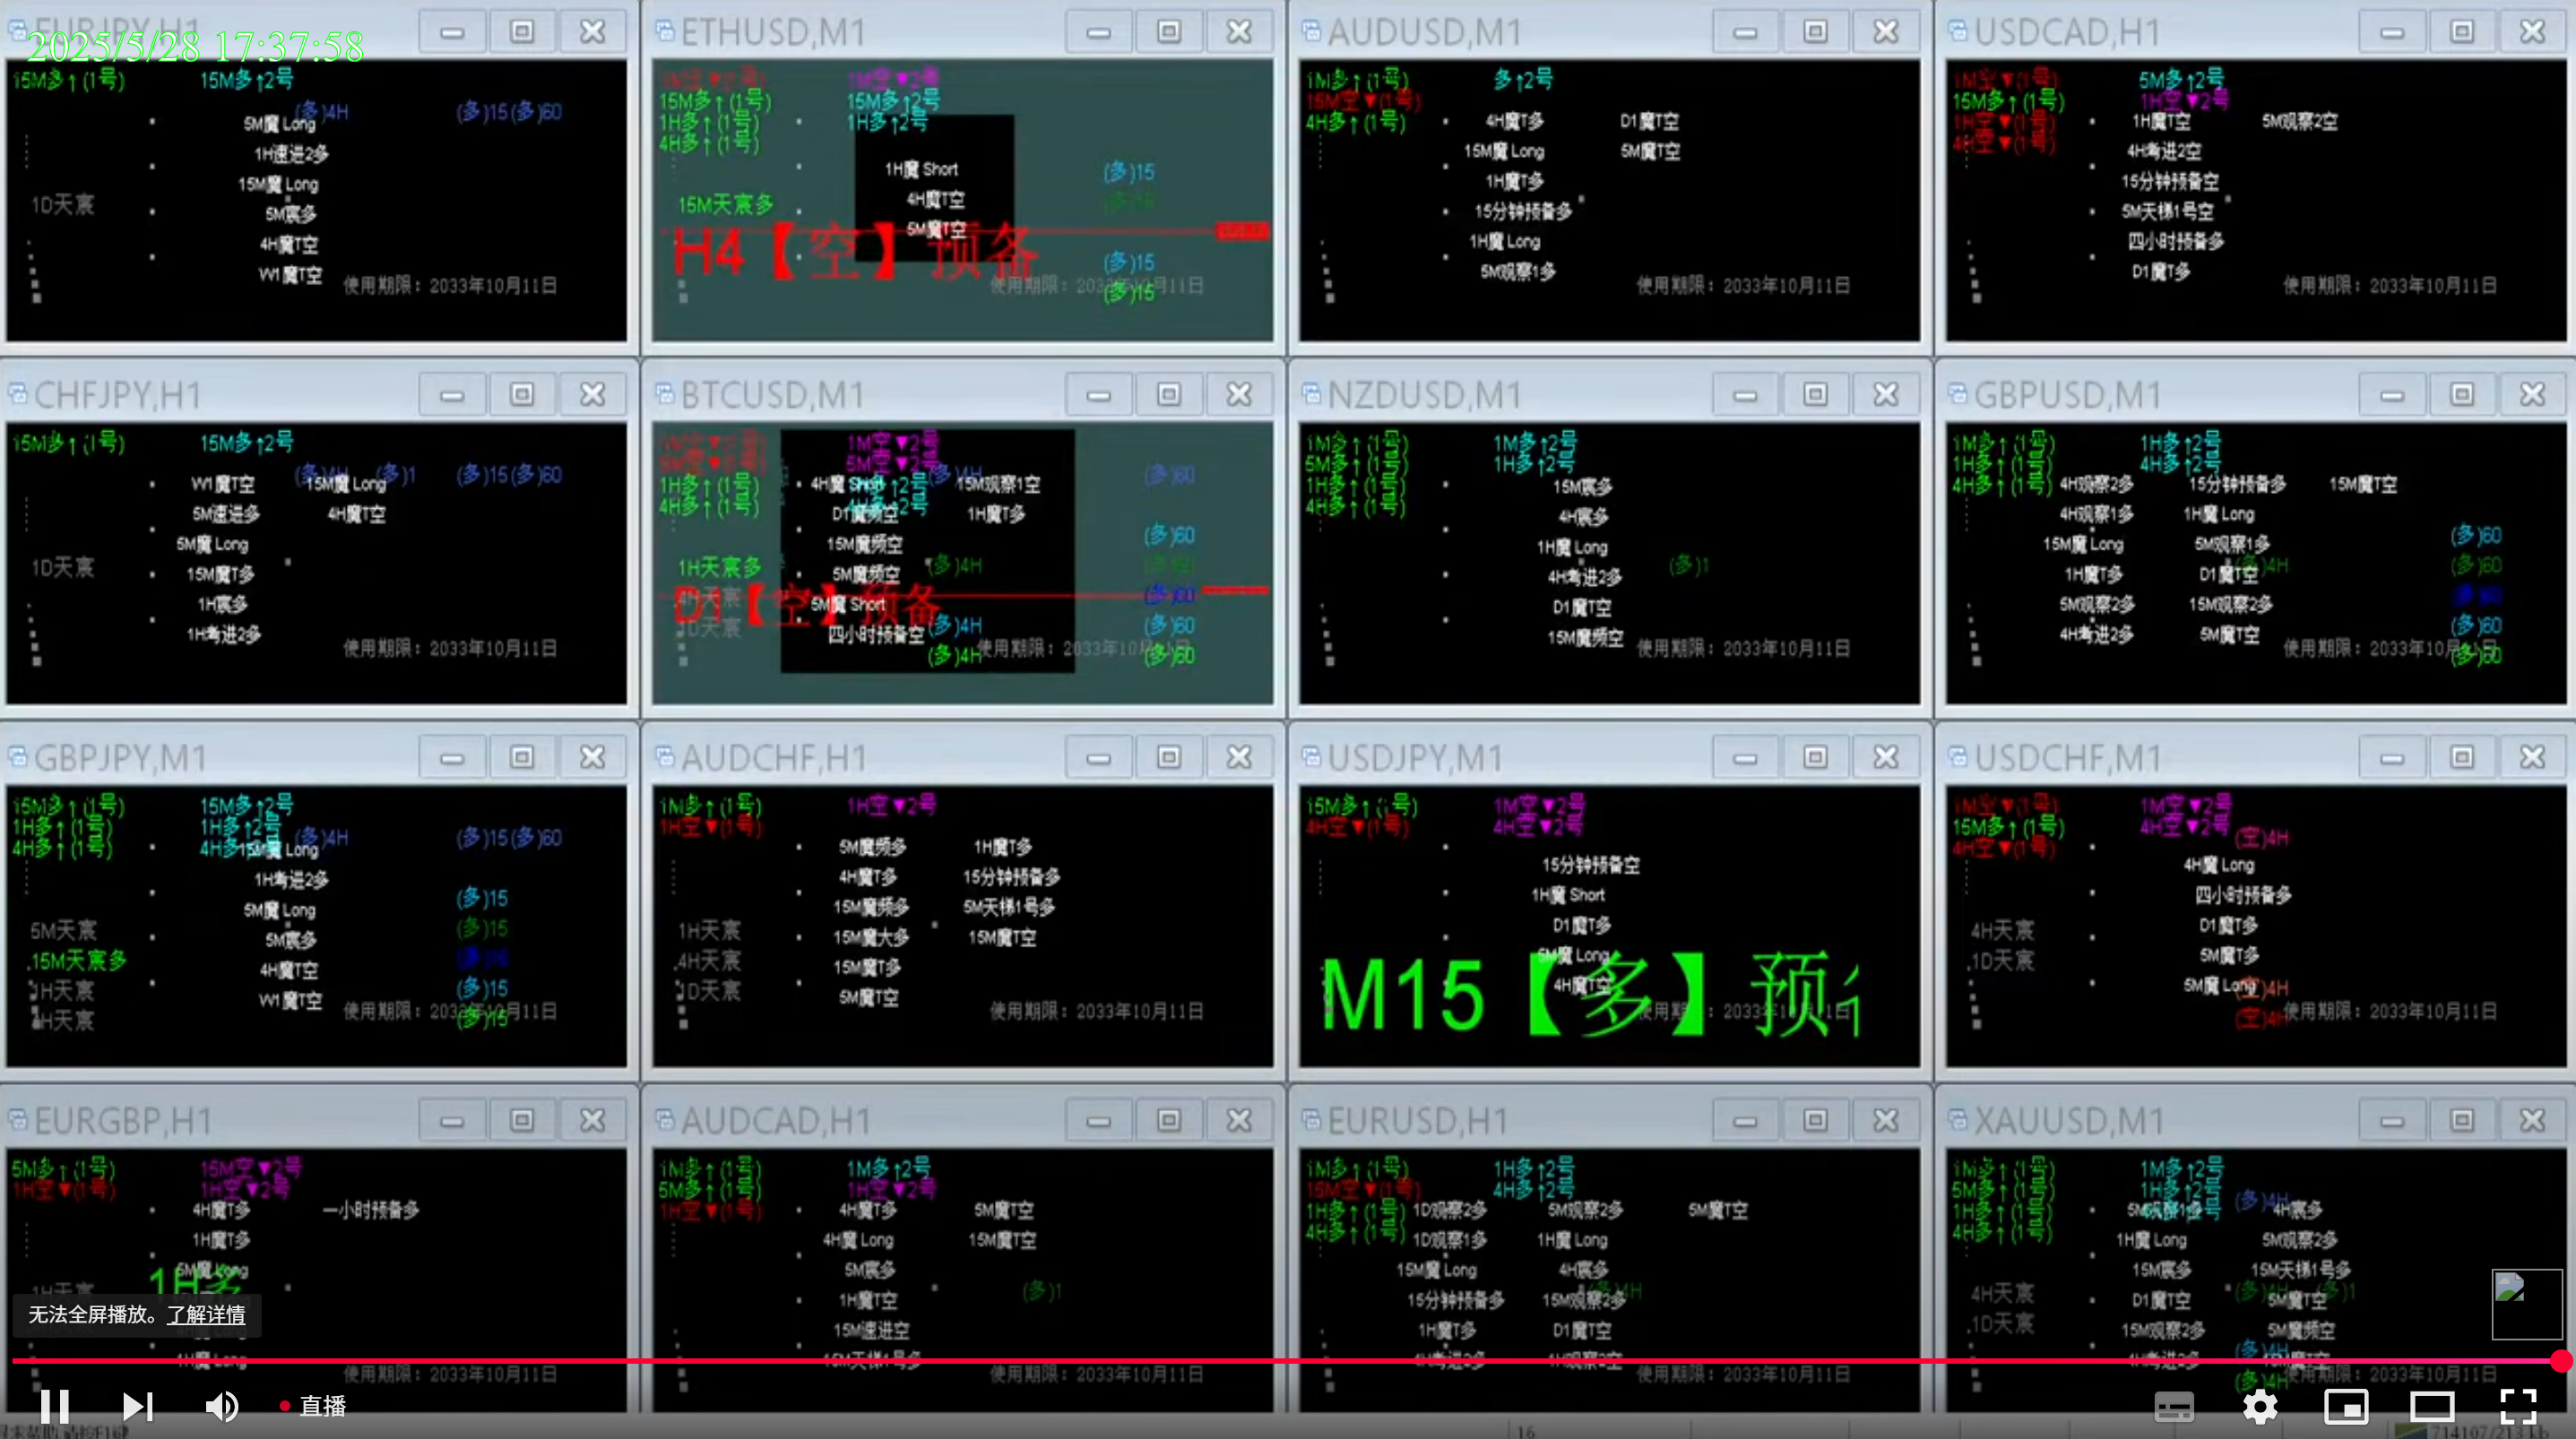 EURJPY,H1
2025/5/28 17:37:58
15M多↑(1号) 15M多↑2号
(多)4H (多)15(多)60
5M魔 Long
1H速进2多
15M魔 Long
1D天宸
5M宸多
4H魔T空
W1魔T空
使用期限：2033年10月11日
ETHUSD,M1
1M空▼2号
15M多↑(1号) 15M多↑2号
1H多↑(1号) 1H多↑2号
4H多↑(1号)
1H魔 Short (多)15
4H魔T空
15M天宸多
5M魔T空
H4【空】预备
(多)15
使用期限：2033年10月11日
(多)15
AUDUSD,M1
1M多↑(1号) 多↑2号
15M空▼(1号)
4H多↑(1号) 4H魔T多 D1魔T空
15M魔 Long 5M魔T空
1H魔T多
15分钟预备多
1H魔 Long
5M观察1多
使用期限：2033年10月11日
USDCAD,H1
1M空▼(1号) 5M多↑2号
15M多↑(1号) 1H空▼2号
1H空▼(1号) 1H魔T空 5M观察2空
4H空▼(1号) 4H考进2空
15分钟预备空
5M天梯1号空
四小时预备多
D1魔T多
使用期限：2033年10月11日
CHFJPY,H1
15M多↑(1号) 15M多↑2号
(多)4H (多)1 (多)15(多)60
W1魔T空 15M魔 Long
5M速进多 4H魔T空
5M魔 Long
1D天宸 15M魔T多
1H宸多
1H考进2多
使用期限：2033年10月11日
BTCUSD,M1
1M空▼2号
5M空▼2号
1H多↑(1号) 4H魔 Short (多)4H 15M观察1空 (多)60
4H多↑(1号) D1魔频空 1H魔T多
15M魔频空 (多)60
1H天宸多 5M魔频空 (多)4H
D1【空】预备
5M魔 Short (多)60
四小时预备空 (多)4H (多)60
使用期限：2033年10月11日
(多)4H (多)60
NZDUSD,M1
1M多↑(1号) 1M多↑2号
5M多↑(1号) 1H多↑2号
1H多↑(1号) 15M宸多
4H多↑(1号) 4H宸多
1H魔 Long (多)1
4H考进2多
D1魔T空
15M魔频空
使用期限：2033年10月11日
GBPUSD,M1
1M多↑(1号) 1H多↑2号
1H多↑(1号) 4H多↑2号
4H多↑(1号) 4H观察2多 15分钟预备多 15M魔T空
4H观察1多 1H魔 Long
15M魔 Long 5M观察1多 (多)60
1H魔T多 D1魔T空 (多)4H (多)60
5M观察2多 15M观察2多 (多)60
4H考进2多 5M魔T空 (多)60
使用期限：2033年10月11日
(多)60
GBPJPY,M1
15M多↑(1号) 15M多↑2号
1H多↑(1号) 1H多↑2号
(多)4H (多)15(多)60
4H多↑(1号) 4H多 15M魔 Long
1H考进2多
5M魔 Long (多)15
5M天宸 5M宸多 (多)15
15M天宸多 4H魔T空
1H天宸 W1魔T空 (多)15
4H天宸 (多)15
使用期限：2033年10月11日
AUDCHF,H1
1M多↑(1号) 1H空▼2号
1H空▼(1号)
5M魔频多 1H魔T多
4H魔T多 15分钟预备多
15M魔频多 5M天梯1号多
1H天宸 15M魔大多 15M魔T空
4H天宸 15M魔T多
1D天宸 5M魔T空
使用期限：2033年10月11日
USDJPY,M1
15M多↑(1号) 1M空▼2号
4H空▼(1号) 4H空▼2号
15分钟预备空
1H魔 Short
D1魔T多
5M魔 Long
4H魔T空
M15【多】预
使用期限：2033年10月11日
USDCHF,M1
1M空▼(1号) 1M空▼2号
15M多↑(1号) 4H空▼2号
4H空▼(1号) (空)4H
4H魔 Long
四小时预备多
4H天宸 D1魔T多
1D天宸 5M魔T多
5M魔 Long (空)4H
(空)4H
使用期限：2033年10月11日
EURGBP,H1
5M多↑(1号) 15M空▼2号
1H空▼(1号) 1H空▼2号
4H魔T多 一小时预备多
1H魔T多
5M魔 Long
1H多
1H天宸
1H魔 Long
使用期限：2033年10月11日
AUDCAD,H1
1M多↑(1号) 1M多↑2号
5M多↑(1号) 1H空▼2号
1H空▼(1号) 4H魔T多 5M魔T空
4H魔 Long 15M魔T空
5M宸多
1H魔T空 (多)1
15M速进空
15M天梯1号多
使用期限：2033年10月11日
EURUSD,H1
1M多↑(1号) 1H多↑2号
15M空▼(1号) 4H多↑2号
1H多↑(1号) 1D观察2多 5M观察2多 5M魔T空
4H多↑(1号) 1D观察1多 1H魔 Long
15M魔 Long 4H宸多
15分钟预备多 15M观察2多 4H
1H魔T多 D1魔T空
4H考进2多 1H观察2空
使用期限：2033年10月11日
XAUUSD,M1
1M多↑(1号) 1M多↑2号
5M多↑(1号) 1H多↑2号
1H多↑(1号) (多)4H 4H宸多
4H多↑(1号) 1H魔 Long 5M观察2多
15M宸多 15M天梯1号多
4H天宸 D1魔T空 5M魔T空
1D天宸 15M观察2多 5M魔频空
(多)4H
4H考进2多
使用期限：2033年10月11日
(多)4H
无法全屏播放。了解详情
直播
16
714107/213 kb